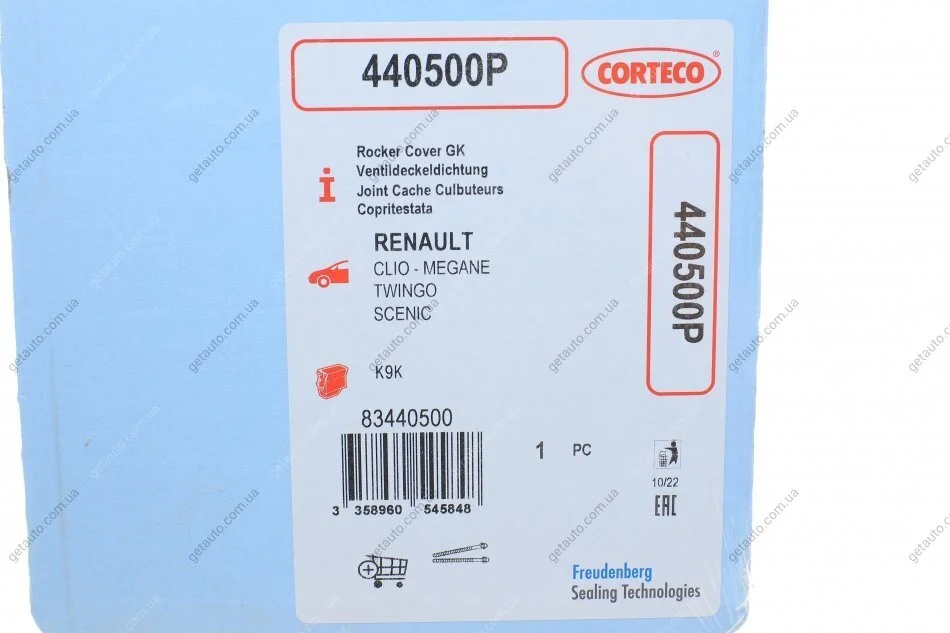 440500P
CORTECO®
Rocker Cover GK
Ventildeckeldichtung
Joint Cache Culbuteurs
Copritestata
RENAULT
CLIO - MEGANE
TWINGO
SCENIC
K9K
83440500
3 358960 545848
1 PC
10/22
EAC
Freudenberg
Sealing Technologies
440500P
getauto.com.ua